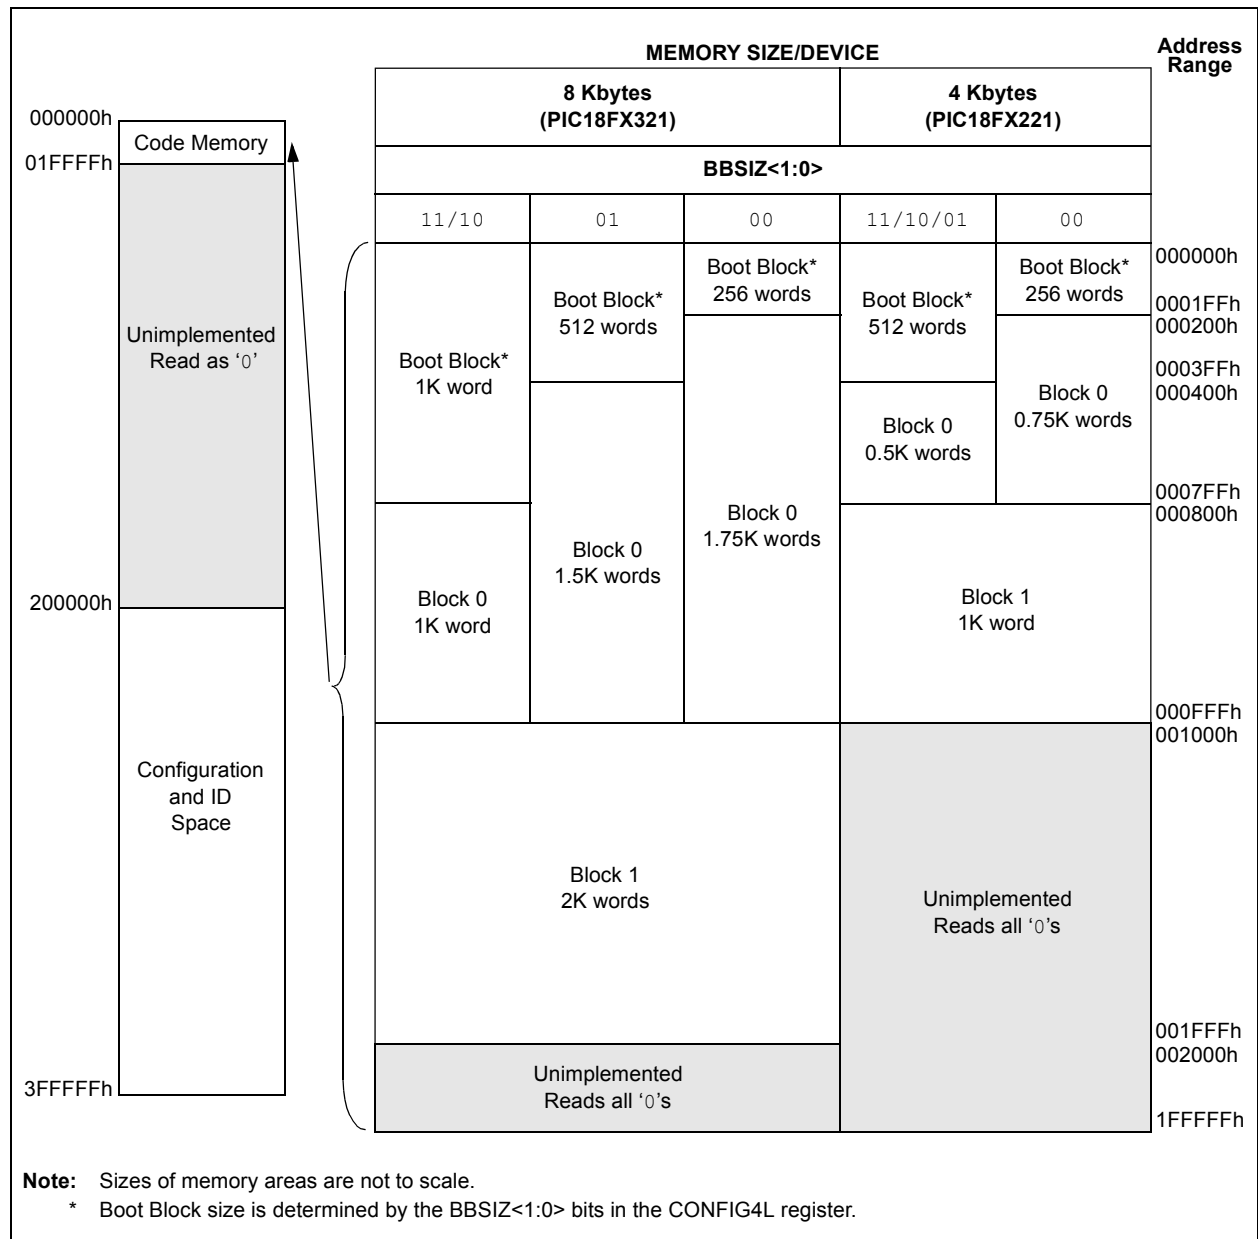 MEMORY SIZE/DEVICE
Address
Range
8 Kbytes
(PIC18FX321)
4 Kbytes
(PIC18FX221)
BBSIZ<1:0>
11/10
01
00
11/10/01
00
000000h
Code Memory
01FFFFh
Unimplemented
Read as ‘0’
200000h
Configuration
and ID
Space
3FFFFFh
Boot Block*
1K word
Block 0
1K word
Boot Block*
512 words
Block 0
1.5K words
Boot Block*
256 words
Block 0
1.75K words
Boot Block*
512 words
Block 0
0.5K words
Boot Block*
256 words
Block 0
0.75K words
Block 1
1K word
Block 1
2K words
Unimplemented
Reads all ‘0’s
Unimplemented
Reads all ‘0’s
000000h
0001FFh
000200h
0003FFh
000400h
0007FFh
000800h
000FFFh
001000h
001FFFh
002000h
1FFFFFh
Note: Sizes of memory areas are not to scale.
* Boot Block size is determined by the BBSIZ<1:0> bits in the CONFIG4L register.